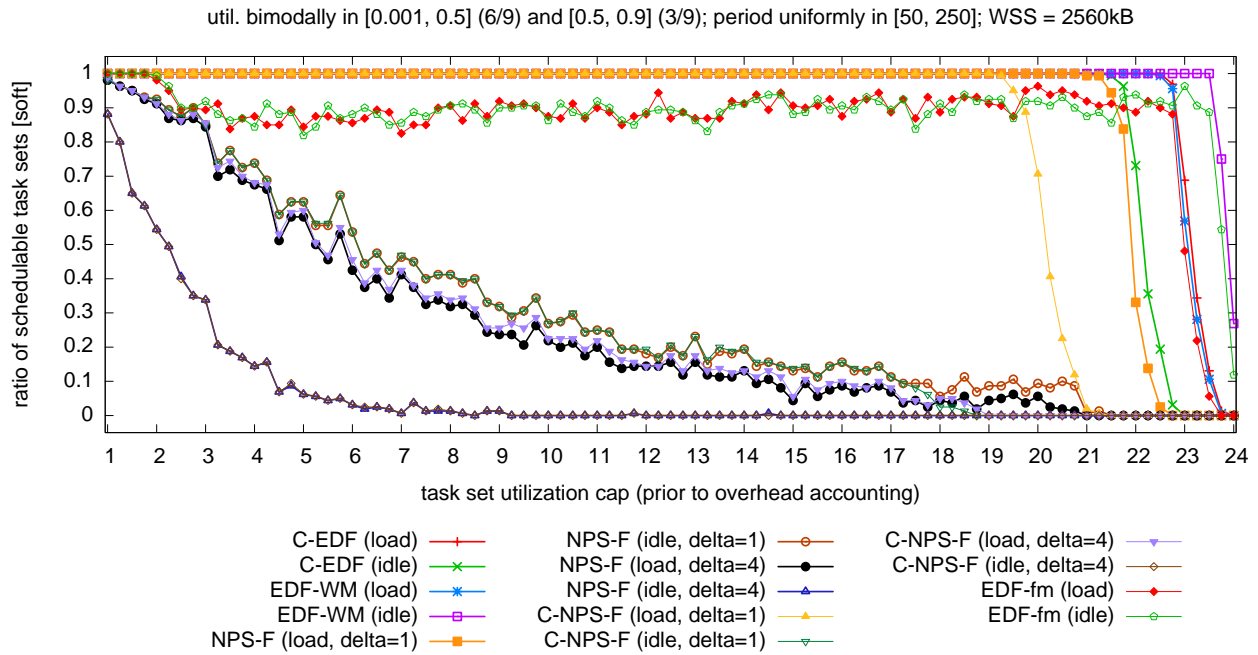 util. bimodally in [0.001, 0.5] (6/9) and [0.5, 0.9] (3/9); period uniformly in [50, 250]; WSS = 2560kB
ratio of schedulable task sets [soft]
1
0.9
0.8
0.7
0.6
0.5
0.4
0.3
0.2
0.1
0
1 2 3 4 5 6 7 8 9 10 11 12 13 14 15 16 17 18 19 20 21 22 23 24
task set utilization cap (prior to overhead accounting)
C-EDF (load)
C-EDF (idle)
EDF-WM (load)
EDF-WM (idle)
NPS-F (load, delta=1)
NPS-F (idle, delta=1)
NPS-F (load, delta=4)
NPS-F (idle, delta=4)
C-NPS-F (load, delta=1)
C-NPS-F (idle, delta=1)
C-NPS-F (load, delta=4)
C-NPS-F (idle, delta=4)
EDF-fm (load)
EDF-fm (idle)